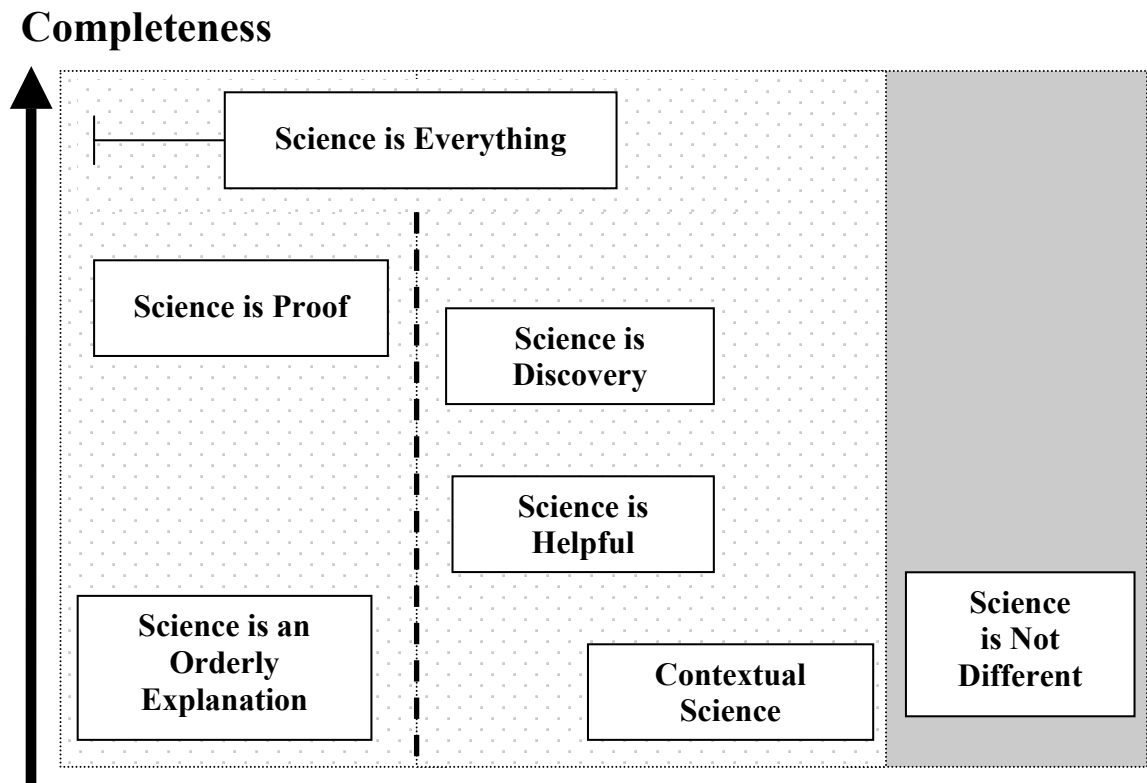 Completeness
Science is Everything
Science is Proof
Science is
Discovery
Science is
Helpful
Science is an
Orderly
Explanation
Contextual
Science
Science
is Not
Different